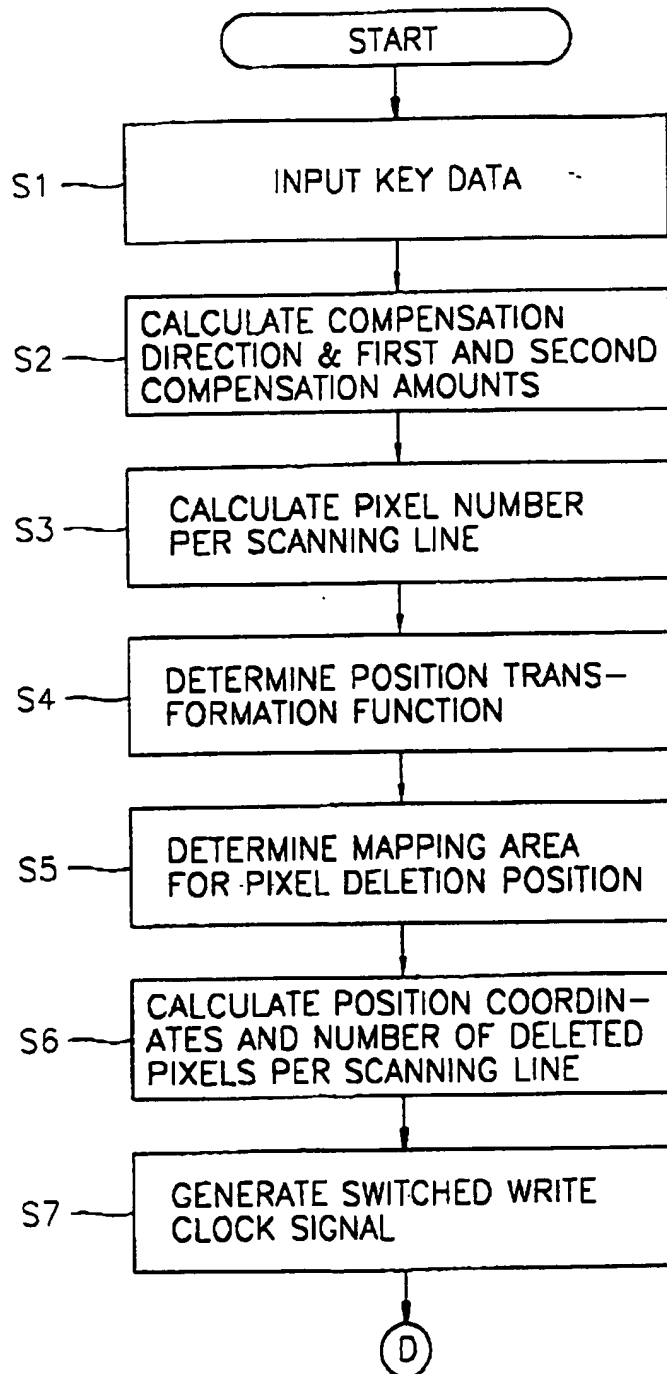 START
S1
INPUT KEY DATA
S2
CALCULATE COMPENSATION
DIRECTION & FIRST AND SECOND
COMPENSATION AMOUNTS
S3
CALCULATE PIXEL NUMBER
PER SCANNING LINE
S4
DETERMINE POSITION TRANS-
FORMATION FUNCTION
S5
DETERMINE MAPPING AREA
FOR PIXEL DELETION POSITION
S6
CALCULATE POSITION COORDIN-
ATES AND NUMBER OF DELETED
PIXELS PER SCANNING LINE
S7
GENERATE SWITCHED WRITE
CLOCK SIGNAL
D